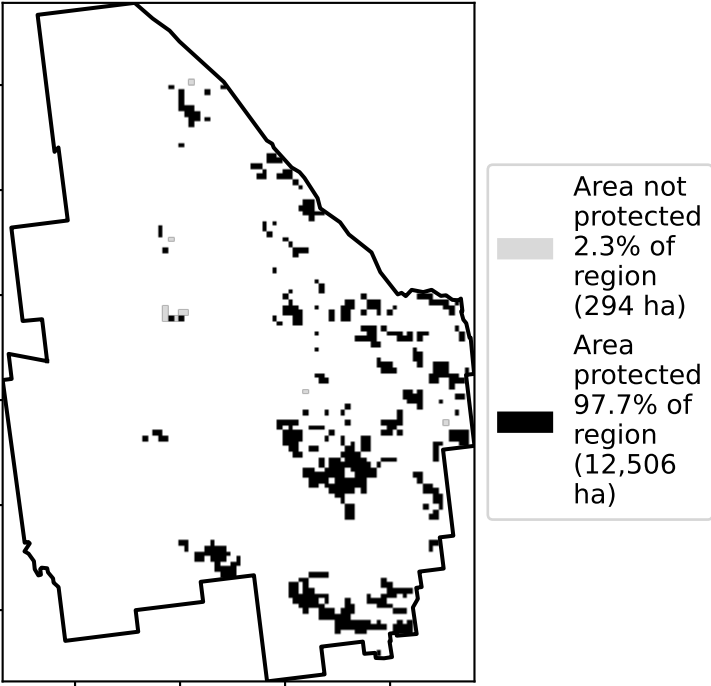 Area not
protected
2.3% of
region
(294 ha)
Area
protected
97.7% of
region
(12,506
ha)